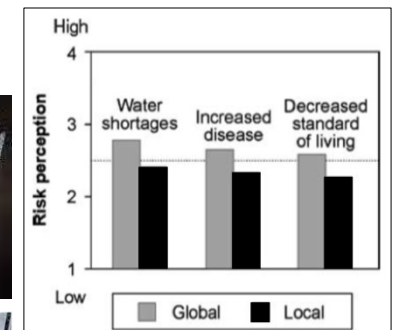 High
4
Water
shortages
Increased
disease
Decreased
standard
of living
3
Risk perception
2
1
Low
Global
Local